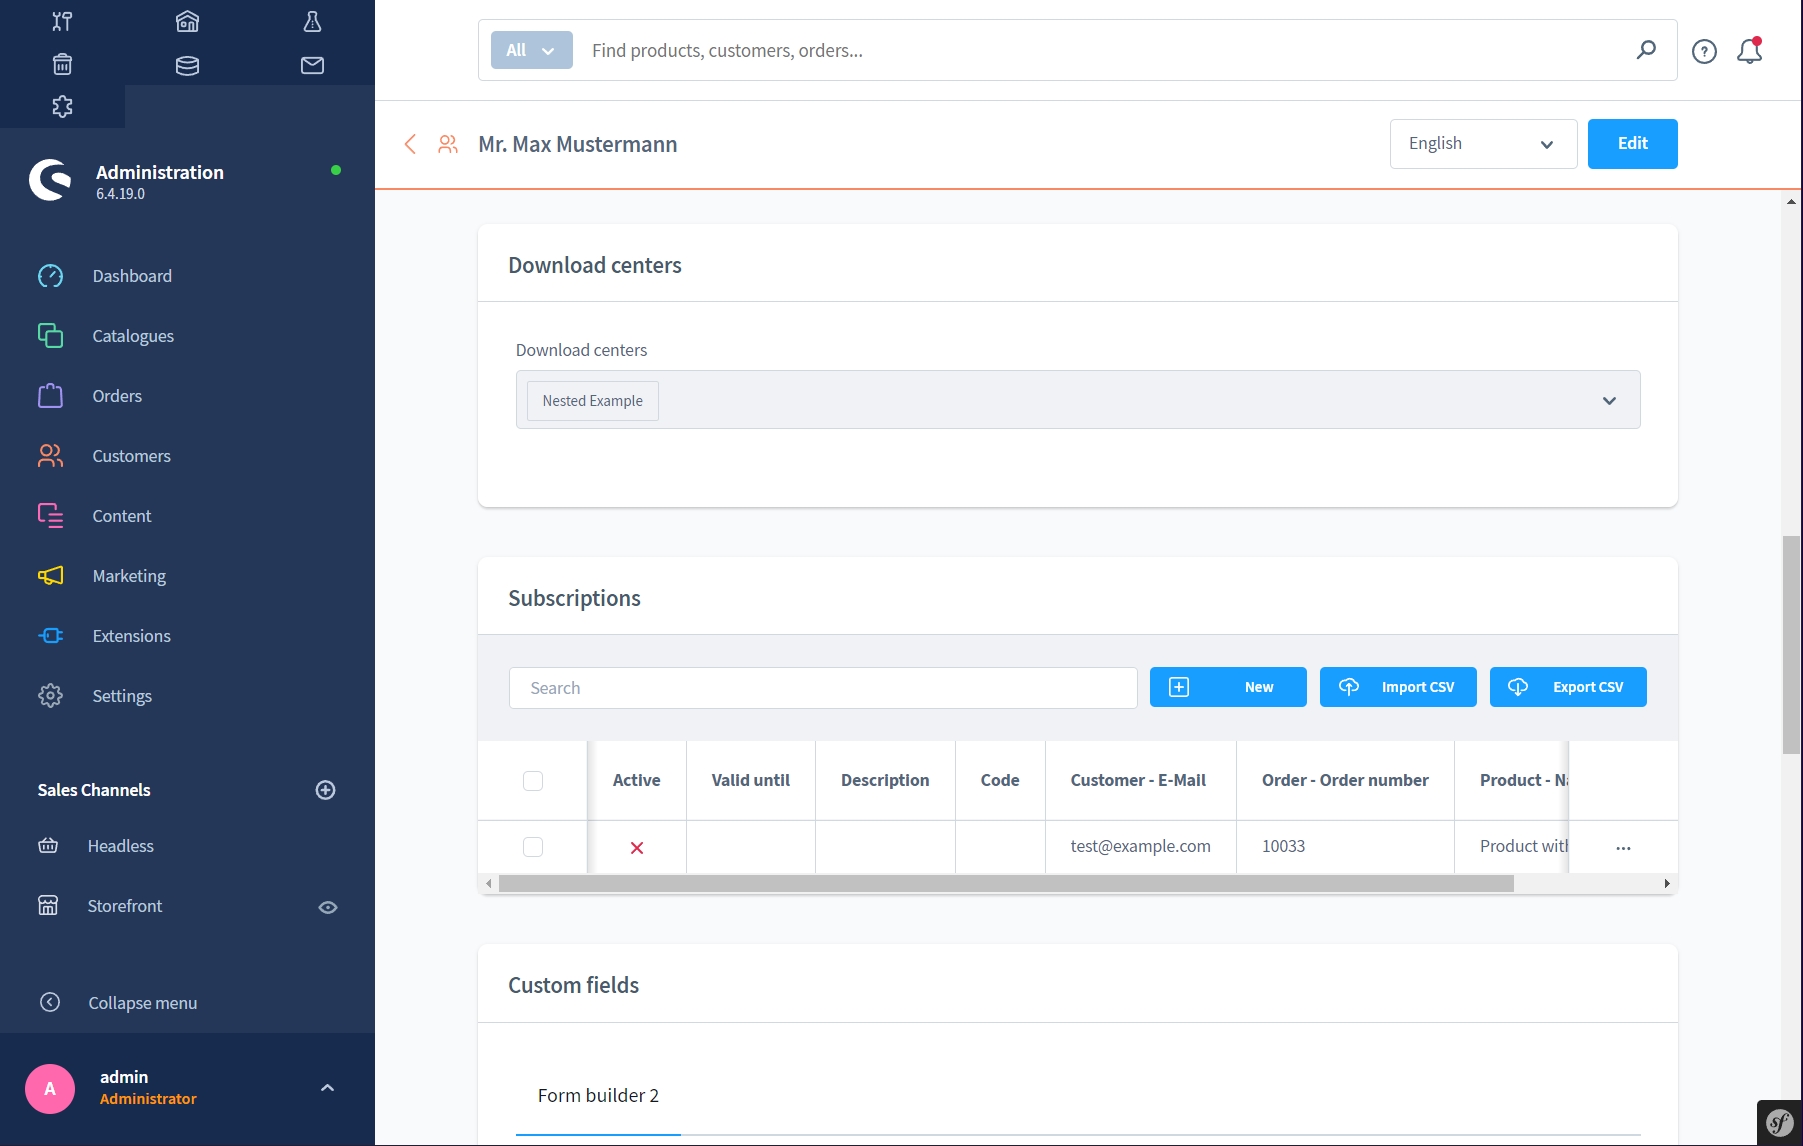 All
Find products, customers, orders...
Mr. Max Mustermann
English
Edit
Administration
6.4.19.0
Dashboard
Catalogues
Orders
Customers
Content
Marketing
Extensions
Settings
Sales Channels
Headless
Storefront
Collapse menu
A
admin
Administrator
Download centers
Download centers
Nested Example
Subscriptions
Search
New
Import CSV
Export CSV
Active Valid until Description Code Customer - E-Mail Order - Order number Product -
test@example.com 10033 Product ...
Custom fields
Form builder 2
sf